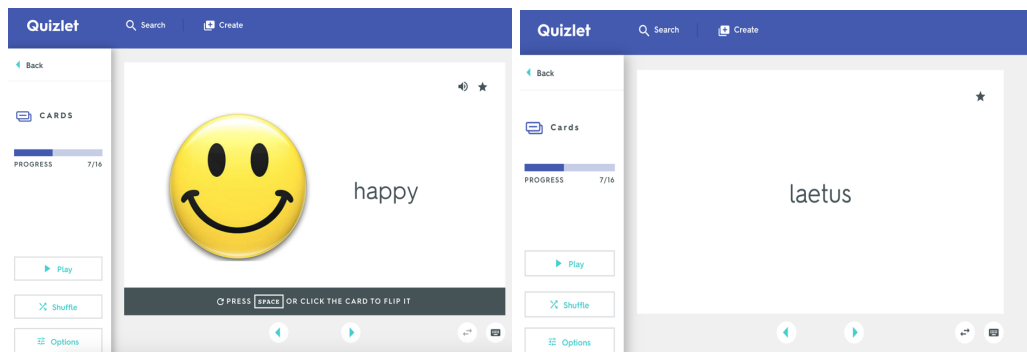 Quizlet
Search
Create
Back
CARDS
PROGRESS 7/16
happy
Play
Shuffle
Options
PRESS SPACE OR CLICK THE CARD TO FLIP IT
Quizlet
Search
Create
Back
Cards
PROGRESS 7/16
laetus
Play
Shuffle
Options